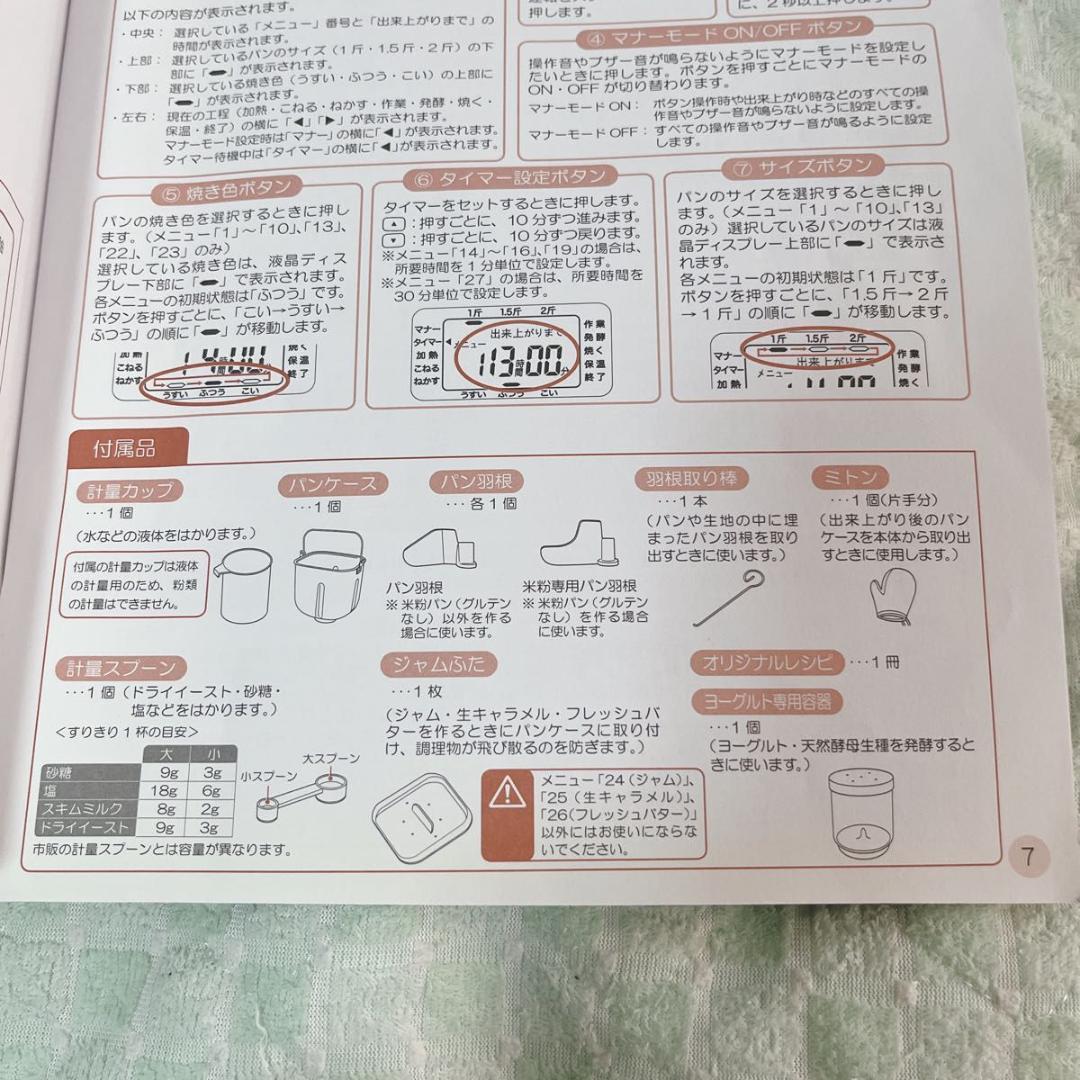 以下の内容が表示されます。
・中央： 選択している「メニュー」番号と「出来上がりまで」の
時間が表示されます。
・上部： 選択しているパンのサイズ（1斤・1.5斤・2斤）の下
部に「 」が表示されます。
・下部： 選択している焼き色（うすい・ふつう・こい）の上部に
「 」が表示されます。
・左右： 現在の工程（加熱・こねる・ねかす・作業・発酵・焼く・
保温・終了）の横に「◀」「▶」が表示されます。
マナーモード設定時は「マナー」の横に「◀」が表示されます。
タイマー待機中は「タイマー」の横に「◀」が表示されます。
押します。
に、2秒以上押します。
④ マナーモード ON/OFF ボタン
操作音やブザー音が鳴らないようにマナーモードを設定し
たいときに押します。ボタンを押すごとにマナーモードの
ON・OFF が切り替わります。
マナーモード ON： ボタン操作時や出来上がり時などのすべての操
作音やブザー音が鳴らないように設定します。
マナーモード OFF：すべての操作音やブザー音が鳴るように設定
します。
⑤ 焼き色ボタン
パンの焼き色を選択するときに押し
ます。（メニュー「1」～「10」、「13」、
「22」、「23」のみ）
選択している焼き色は、液晶ディス
プレー下部に「 」で表示されます。
各メニューの初期状態は「ふつう」です。
ボタンを押すごとに、「こい→うすい→
ふつう」の順に「 」が移動します。
加熱
こねる
ねかす
焼く
保温
終了
うすい ふつう こい
⑥ タイマー設定ボタン
タイマーをセットするときに押します。
▲：押すごとに、10分ずつ進みます。
▼：押すごとに、10分ずつ戻ります。
※メニュー「14」～「16」、「19」の場合は、
所要時間を1分単位で設定します。
※メニュー「27」の場合は、所要時間を
30分単位で設定します。
1斤 1.5斤 2斤
マナー
タイマー
加熱
こねる
ねかす
出来上がりまで
メニュー
1 13時間00分
作業
発酵
焼く
保温
終了
うすい ふつう こい
⑦ サイズボタン
パンのサイズを選択するときに押し
ます。（メニュー「1」～「10」、「13」
のみ）選択しているパンのサイズは液
晶ディスプレー上部に「 」で表示さ
れます。
各メニューの初期状態は「1斤」です。
ボタンを押すごとに、「1.5斤→2斤
→1斤」の順に「 」が移動します。
1斤 1.5斤 2斤
マナー
タイマー
加熱
出来上がりまで
メニュー
作業
発酵
焼く
付属品
計量カップ
…1個
（水などの液体をはかります。）
付属の計量カップは液体
の計量用のため、粉類
の計量はできません。
パンケース
…1個
パン羽根
…各1個
パン羽根
※米粉パン（グルテン
なし）以外を作る
場合に使います。
米粉専用パン羽根
※米粉パン（グルテン
なし）を作る場合
に使います。
羽根取り棒
…1本
（パンや生地の中に埋
まったパン羽根を取り
出すときに使います。）
ミトン
…1個（片手分）
（出来上がり後のパン
ケースを本体から取り出
すときに使用します。）
計量スプーン
…1個（ドライイースト・砂糖・
塩などをはかります。）
＜すりきり1杯の目安＞
大 小
砂糖 9g 3g
塩 18g 6g
スキムミルク 8g 2g
ドライイースト 9g 3g
小スプーン
大スプーン
市販の計量スプーンとは容量が異なります。
ジャムふた
…1枚
（ジャム・生キャラメル・フレッシュバ
ターを作るときにパンケースに取り付
け、調理物が飛び散るのを防ぎます。）
メニュー「24（ジャム）」、
「25（生キャラメル）」、
「26（フレッシュバター）」
以外にはお使いにならな
いでください。
オリジナルレシピ …1冊
ヨーグルト専用容器
…1個
（ヨーグルト・天然酵母生種を発酵すると
きに使います。）
7